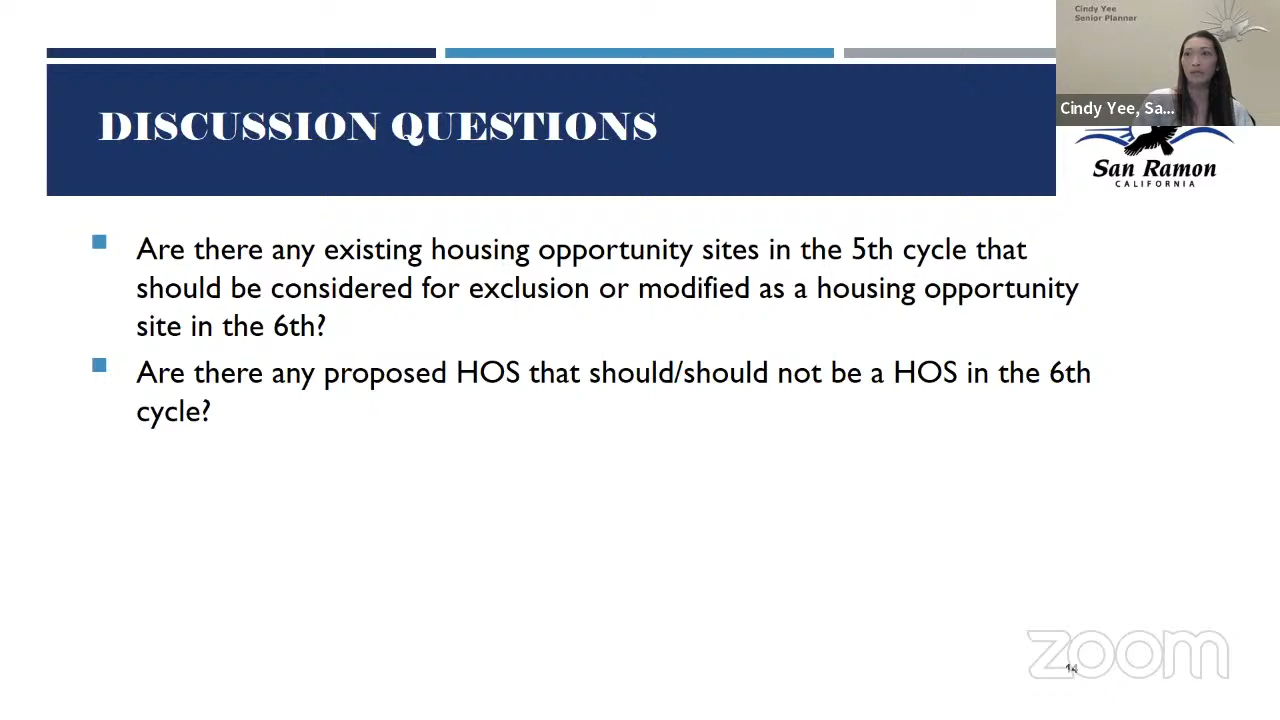 Cindy Yee
Senior Planner
Cindy Yee, Sa...
DISCUSSION QUESTIONS
San Ramon
CALIFORNIA
Are there any existing housing opportunity sites in the 5th cycle that
should be considered for exclusion or modified as a housing opportunity
site in the 6th?
Are there any proposed HOS that should/should not be a HOS in the 6th
cycle?
zoom
14